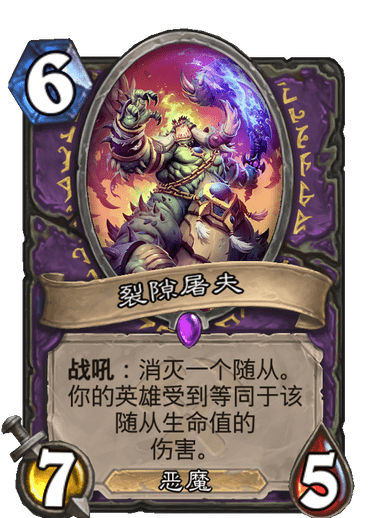 6
裂隙屠夫
战吼：消灭一个随从。
你的英雄受到等同于该
随从生命值的
伤害。
7
恶魔
5